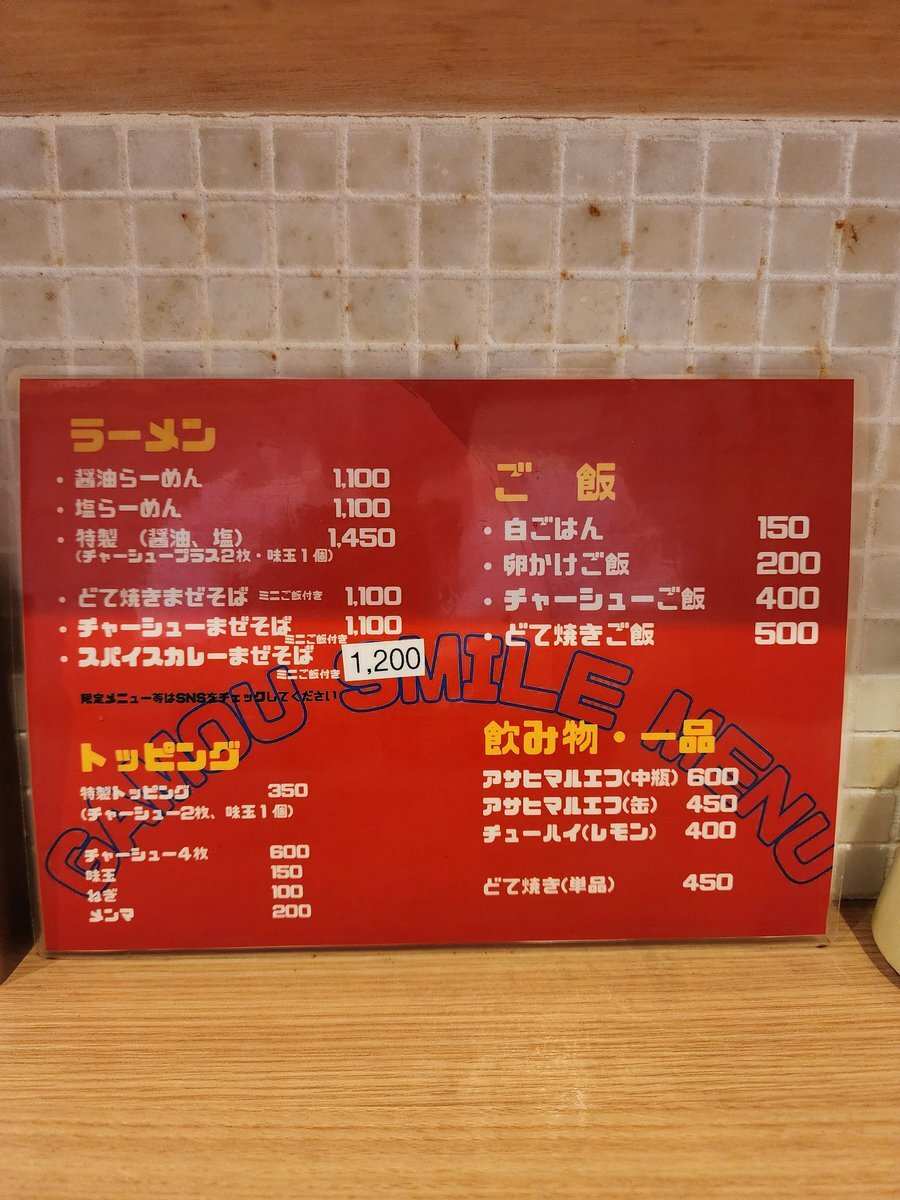 ラーメン
・醤油らーめん 1,100
・塩らーめん 1,100
・特製 (醤油、塩) 1,450
(チャーシュープラス2枚・味玉1個)
・どて焼きまぜそば ミニご飯付き 1,100
・チャーシューまぜそば 1,100
ミニご飯付き
・スパイスカレーまぜそば 1,200
ミニご飯付き
限定メニュー等はSNSをチェックしてください
トッピング
特製トッピング 350
(チャーシュー2枚、味玉1個)
チャーシュー4枚 600
味玉 150
ねぎ 100
メンマ 200
ご 飯
・白ごはん 150
・卵かけご飯 200
・チャーシューご飯 400
・どて焼きご飯 500
飲み物・一品
アサヒマルエフ(中瓶) 600
アサヒマルエフ(缶) 450
チューハイ(レモン) 400
どて焼き(単品) 450
GAMOU SMILE MENU